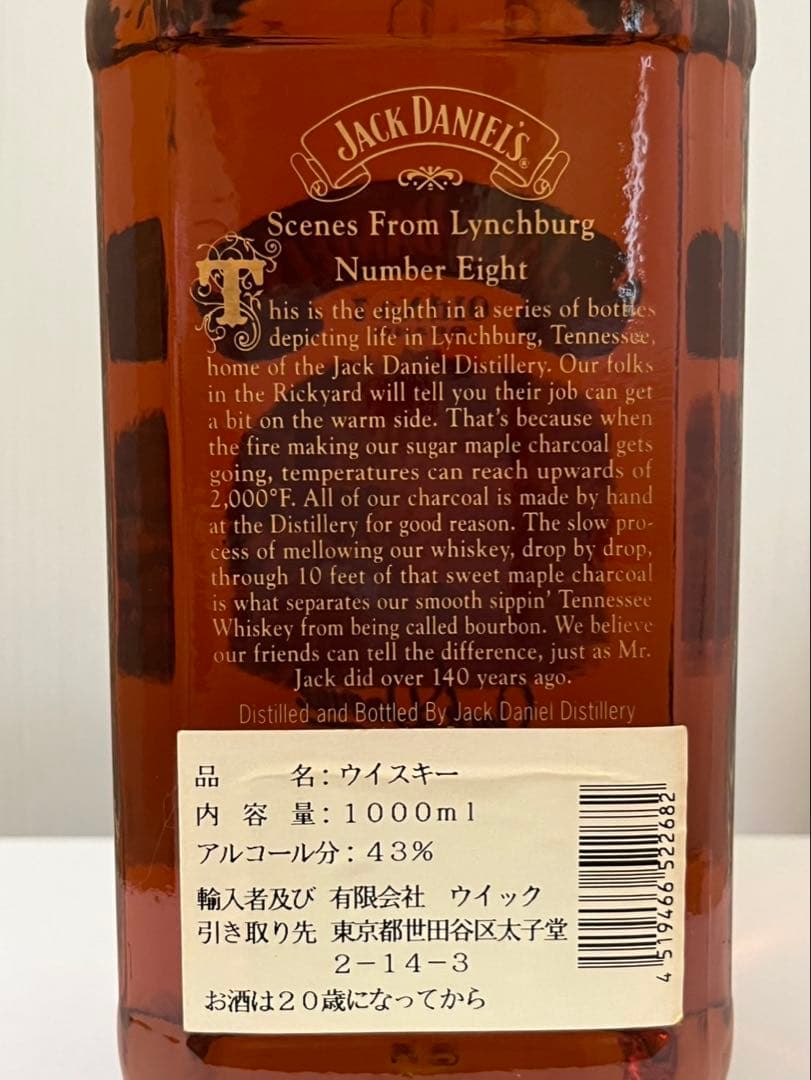 JACK DANIEL'S®
Scenes From Lynchburg
Number Eight
This is the eighth in a series of bottles
depicting life in Lynchburg, Tennessee,
home of the Jack Daniel Distillery. Our folks
in the Rickyard will tell you their job can get
a bit on the warm side. That's because when
the fire making our sugar maple charcoal gets
going, temperatures can reach upwards of
2,000°F. All of our charcoal is made by hand
at the Distillery for good reason. The slow pro-
cess of mellowing our whiskey, drop by drop,
through 10 feet of that sweet maple charcoal
is what separates our smooth sippin' Tennessee
Whiskey from being called bourbon. We believe
our friends can tell the difference, just as Mr.
Jack did over 140 years ago.
Distilled and Bottled By Jack Daniel Distillery
品　名：ウイスキー
内 容 量：１０００ｍｌ
アルコール分：４３％
輸入者及び 有限会社 ウイック
引き取り先 東京都世田谷区太子堂
２－１４－３
お酒は２０歳になってから
4 519466 522682